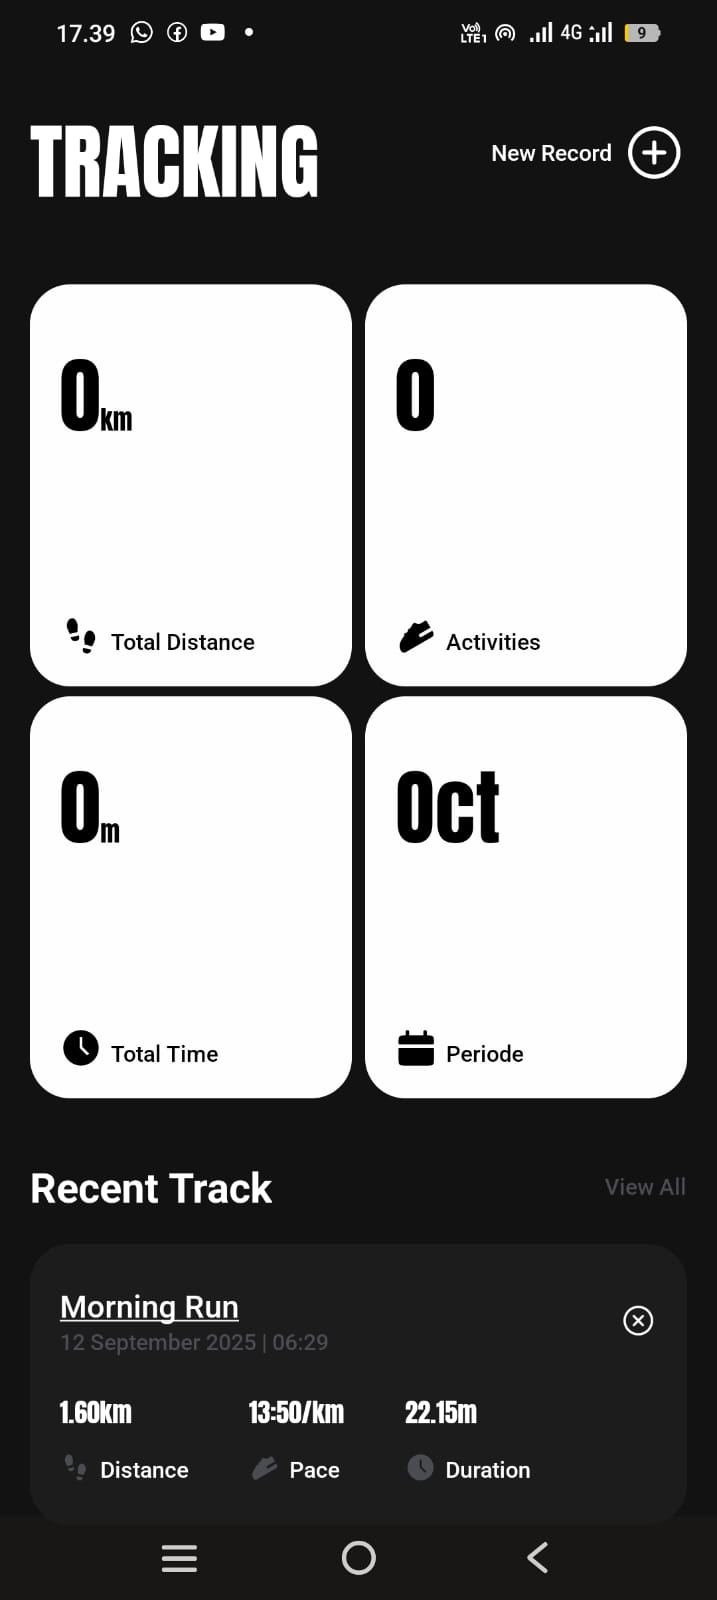 17.39
Vo)) LTE1 4G 9
TRACKING
New Record
0km
0
Total Distance
Activities
0m
Oct
Total Time
Periode
Recent Track
View All
Morning Run
12 September 2025 | 06:29
1.60km 13:50/km 22.15m
Distance Pace Duration